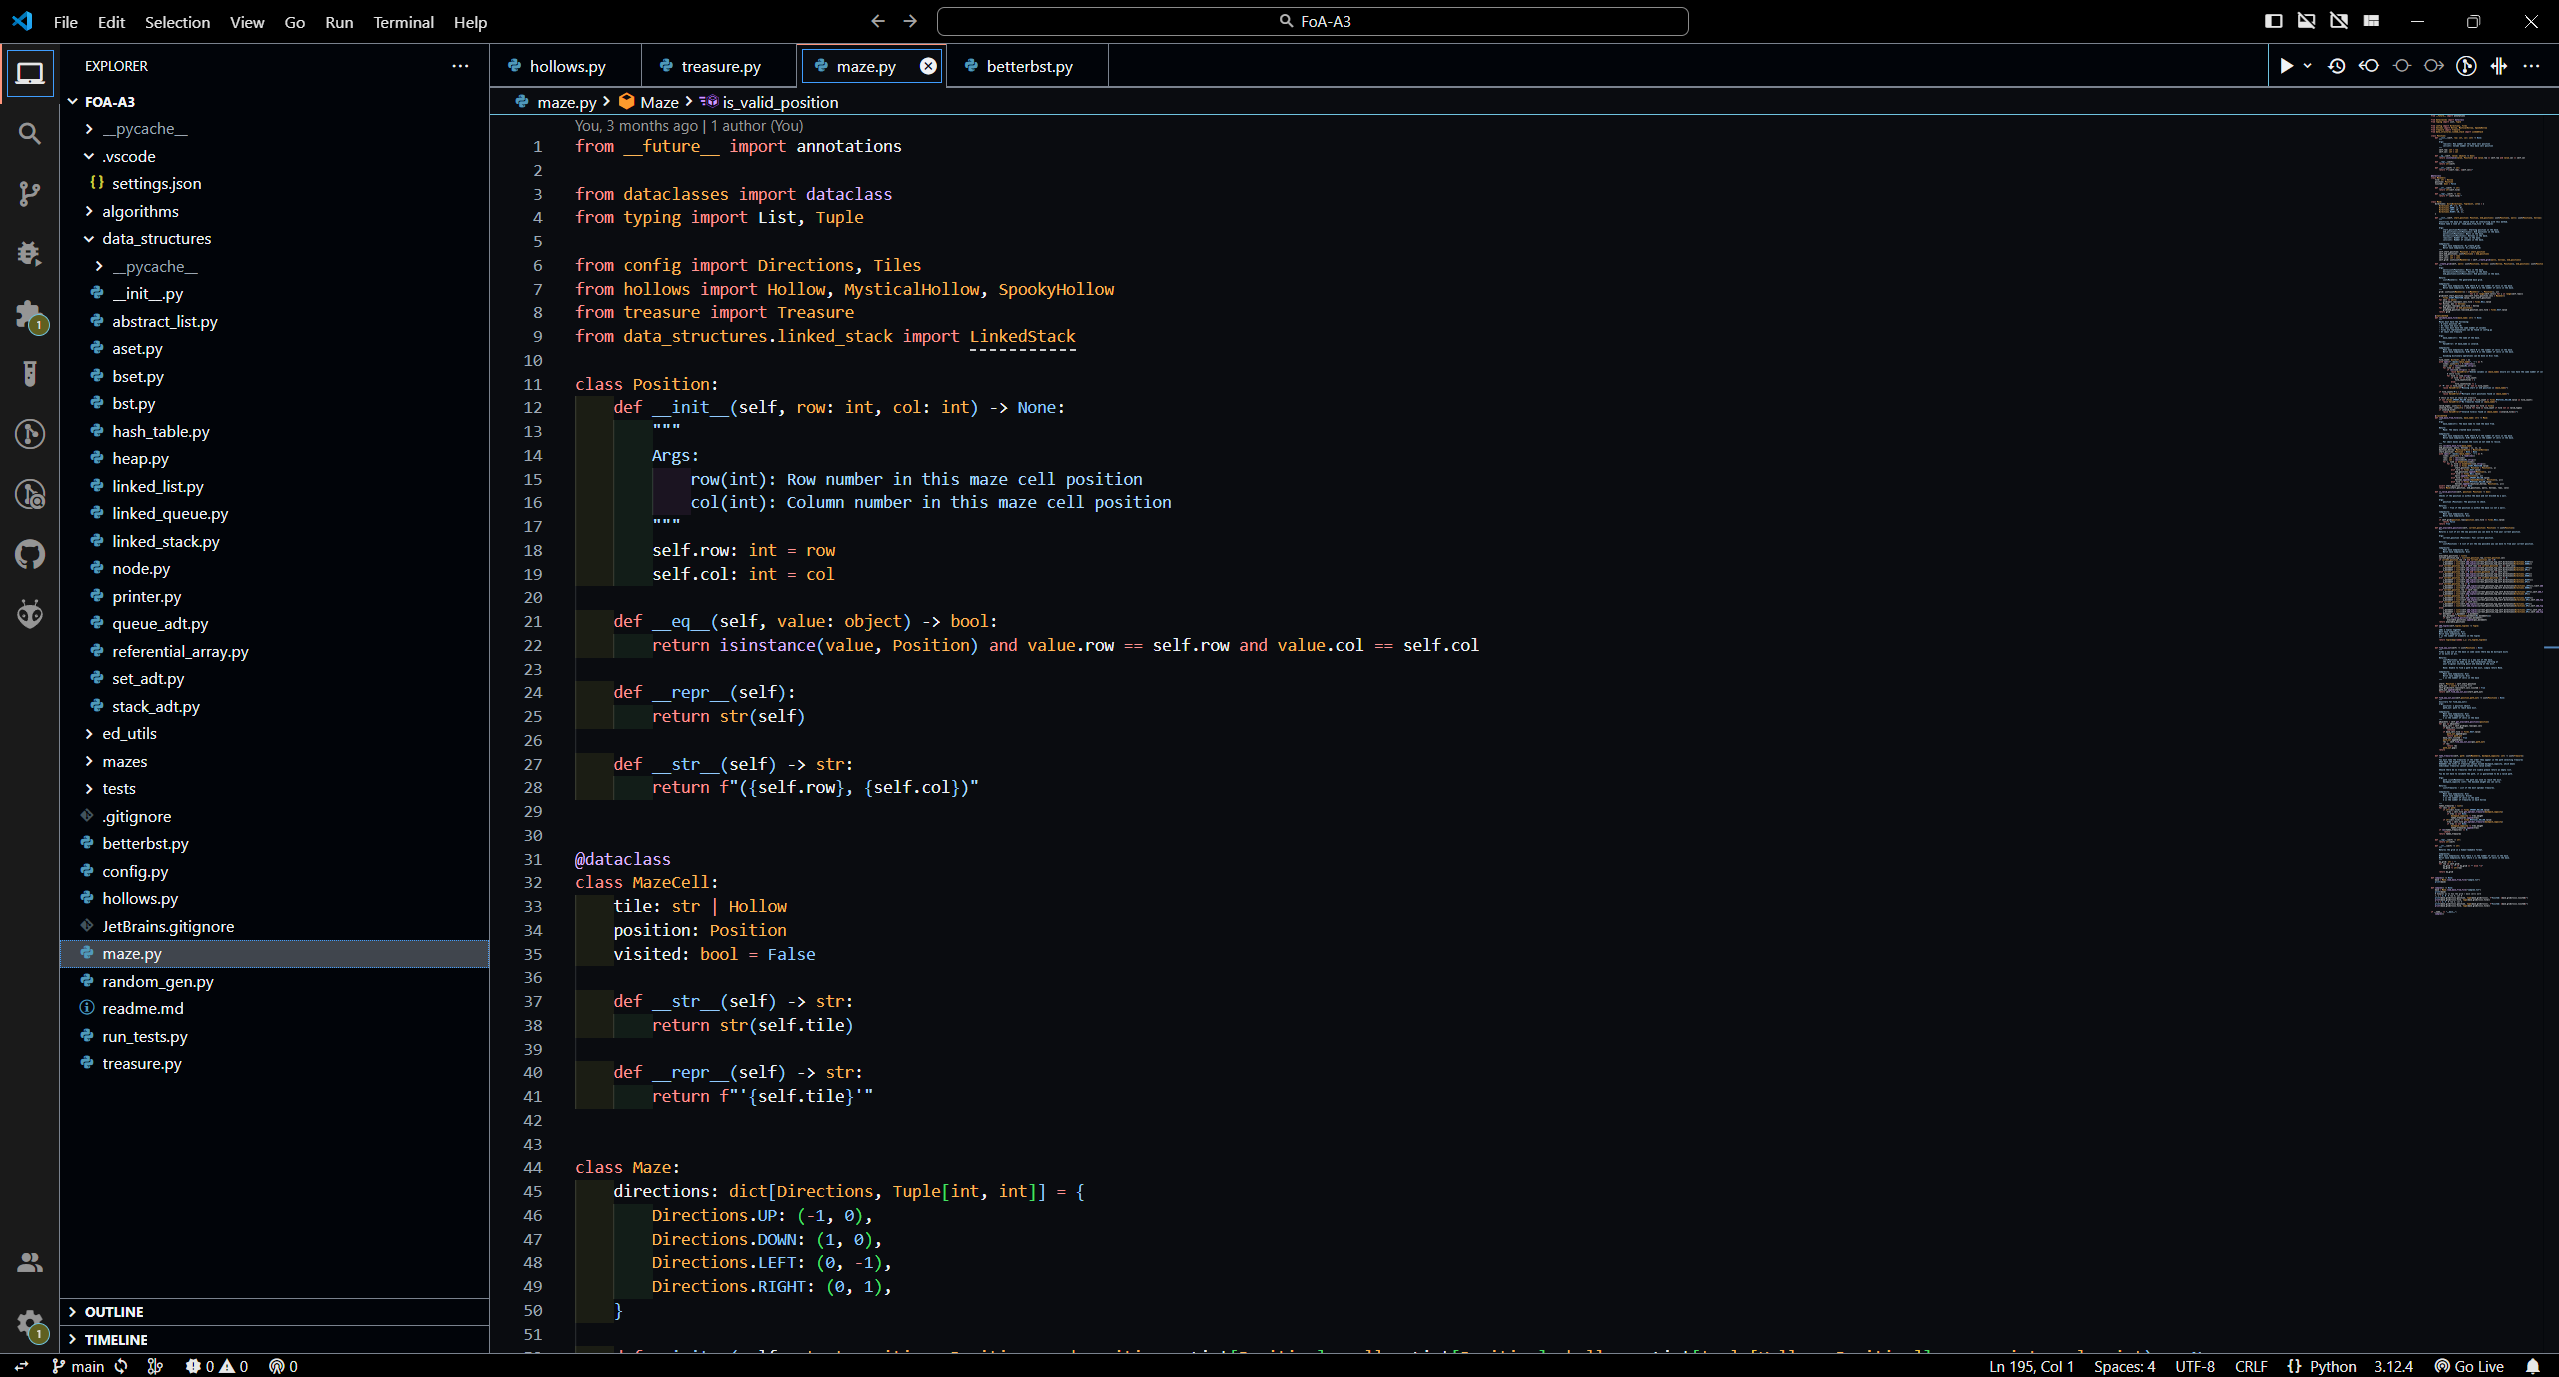 File Edit Selection View Go Run Terminal Help
FoA-A3
EXPLORER
FOA-A3
__pycache__
.vscode
settings.json
algorithms
data_structures
__pycache__
__init__.py
abstract_list.py
aset.py
bset.py
bst.py
hash_table.py
heap.py
linked_list.py
linked_queue.py
linked_stack.py
node.py
printer.py
queue_adt.py
referential_array.py
set_adt.py
stack_adt.py
ed_utils
mazes
tests
.gitignore
betterbst.py
config.py
hollows.py
JetBrains.gitignore
maze.py
random_gen.py
readme.md
run_tests.py
treasure.py
OUTLINE
TIMELINE
1
1
hollows.py treasure.py maze.py betterbst.py
maze.py > Maze > is_valid_position
You, 3 months ago | 1 author (You)
1 from __future__ import annotations
2
3 from dataclasses import dataclass
4 from typing import List, Tuple
5
6 from config import Directions, Tiles
7 from hollows import Hollow, MysticalHollow, SpookyHollow
8 from treasure import Treasure
9 from data_structures.linked_stack import LinkedStack
10
11 class Position:
12     def __init__(self, row: int, col: int) -> None:
13         """
14         Args:
15             row(int): Row number in this maze cell position
16             col(int): Column number in this maze cell position
17         """
18         self.row: int = row
19         self.col: int = col
20
21     def __eq__(self, value: object) -> bool:
22         return isinstance(value, Position) and value.row == self.row and value.col == self.col
23
24     def __repr__(self):
25         return str(self)
26
27     def __str__(self) -> str:
28         return f"({self.row}, {self.col})"
29
30
31 @dataclass
32 class MazeCell:
33     tile: str | Hollow
34     position: Position
35     visited: bool = False
36
37     def __str__(self) -> str:
38         return str(self.tile)
39
40     def __repr__(self) -> str:
41         return f"'{self.tile}'"
42
43
44 class Maze:
45     directions: dict[Directions, Tuple[int, int]] = {
46         Directions.UP: (-1, 0),
47         Directions.DOWN: (1, 0),
48         Directions.LEFT: (0, -1),
49         Directions.RIGHT: (0, 1),
50     }
51
main 0 0 0 Ln 195, Col 1 Spaces: 4 UTF-8 CRLF {} Python 3.12.4 Go Live